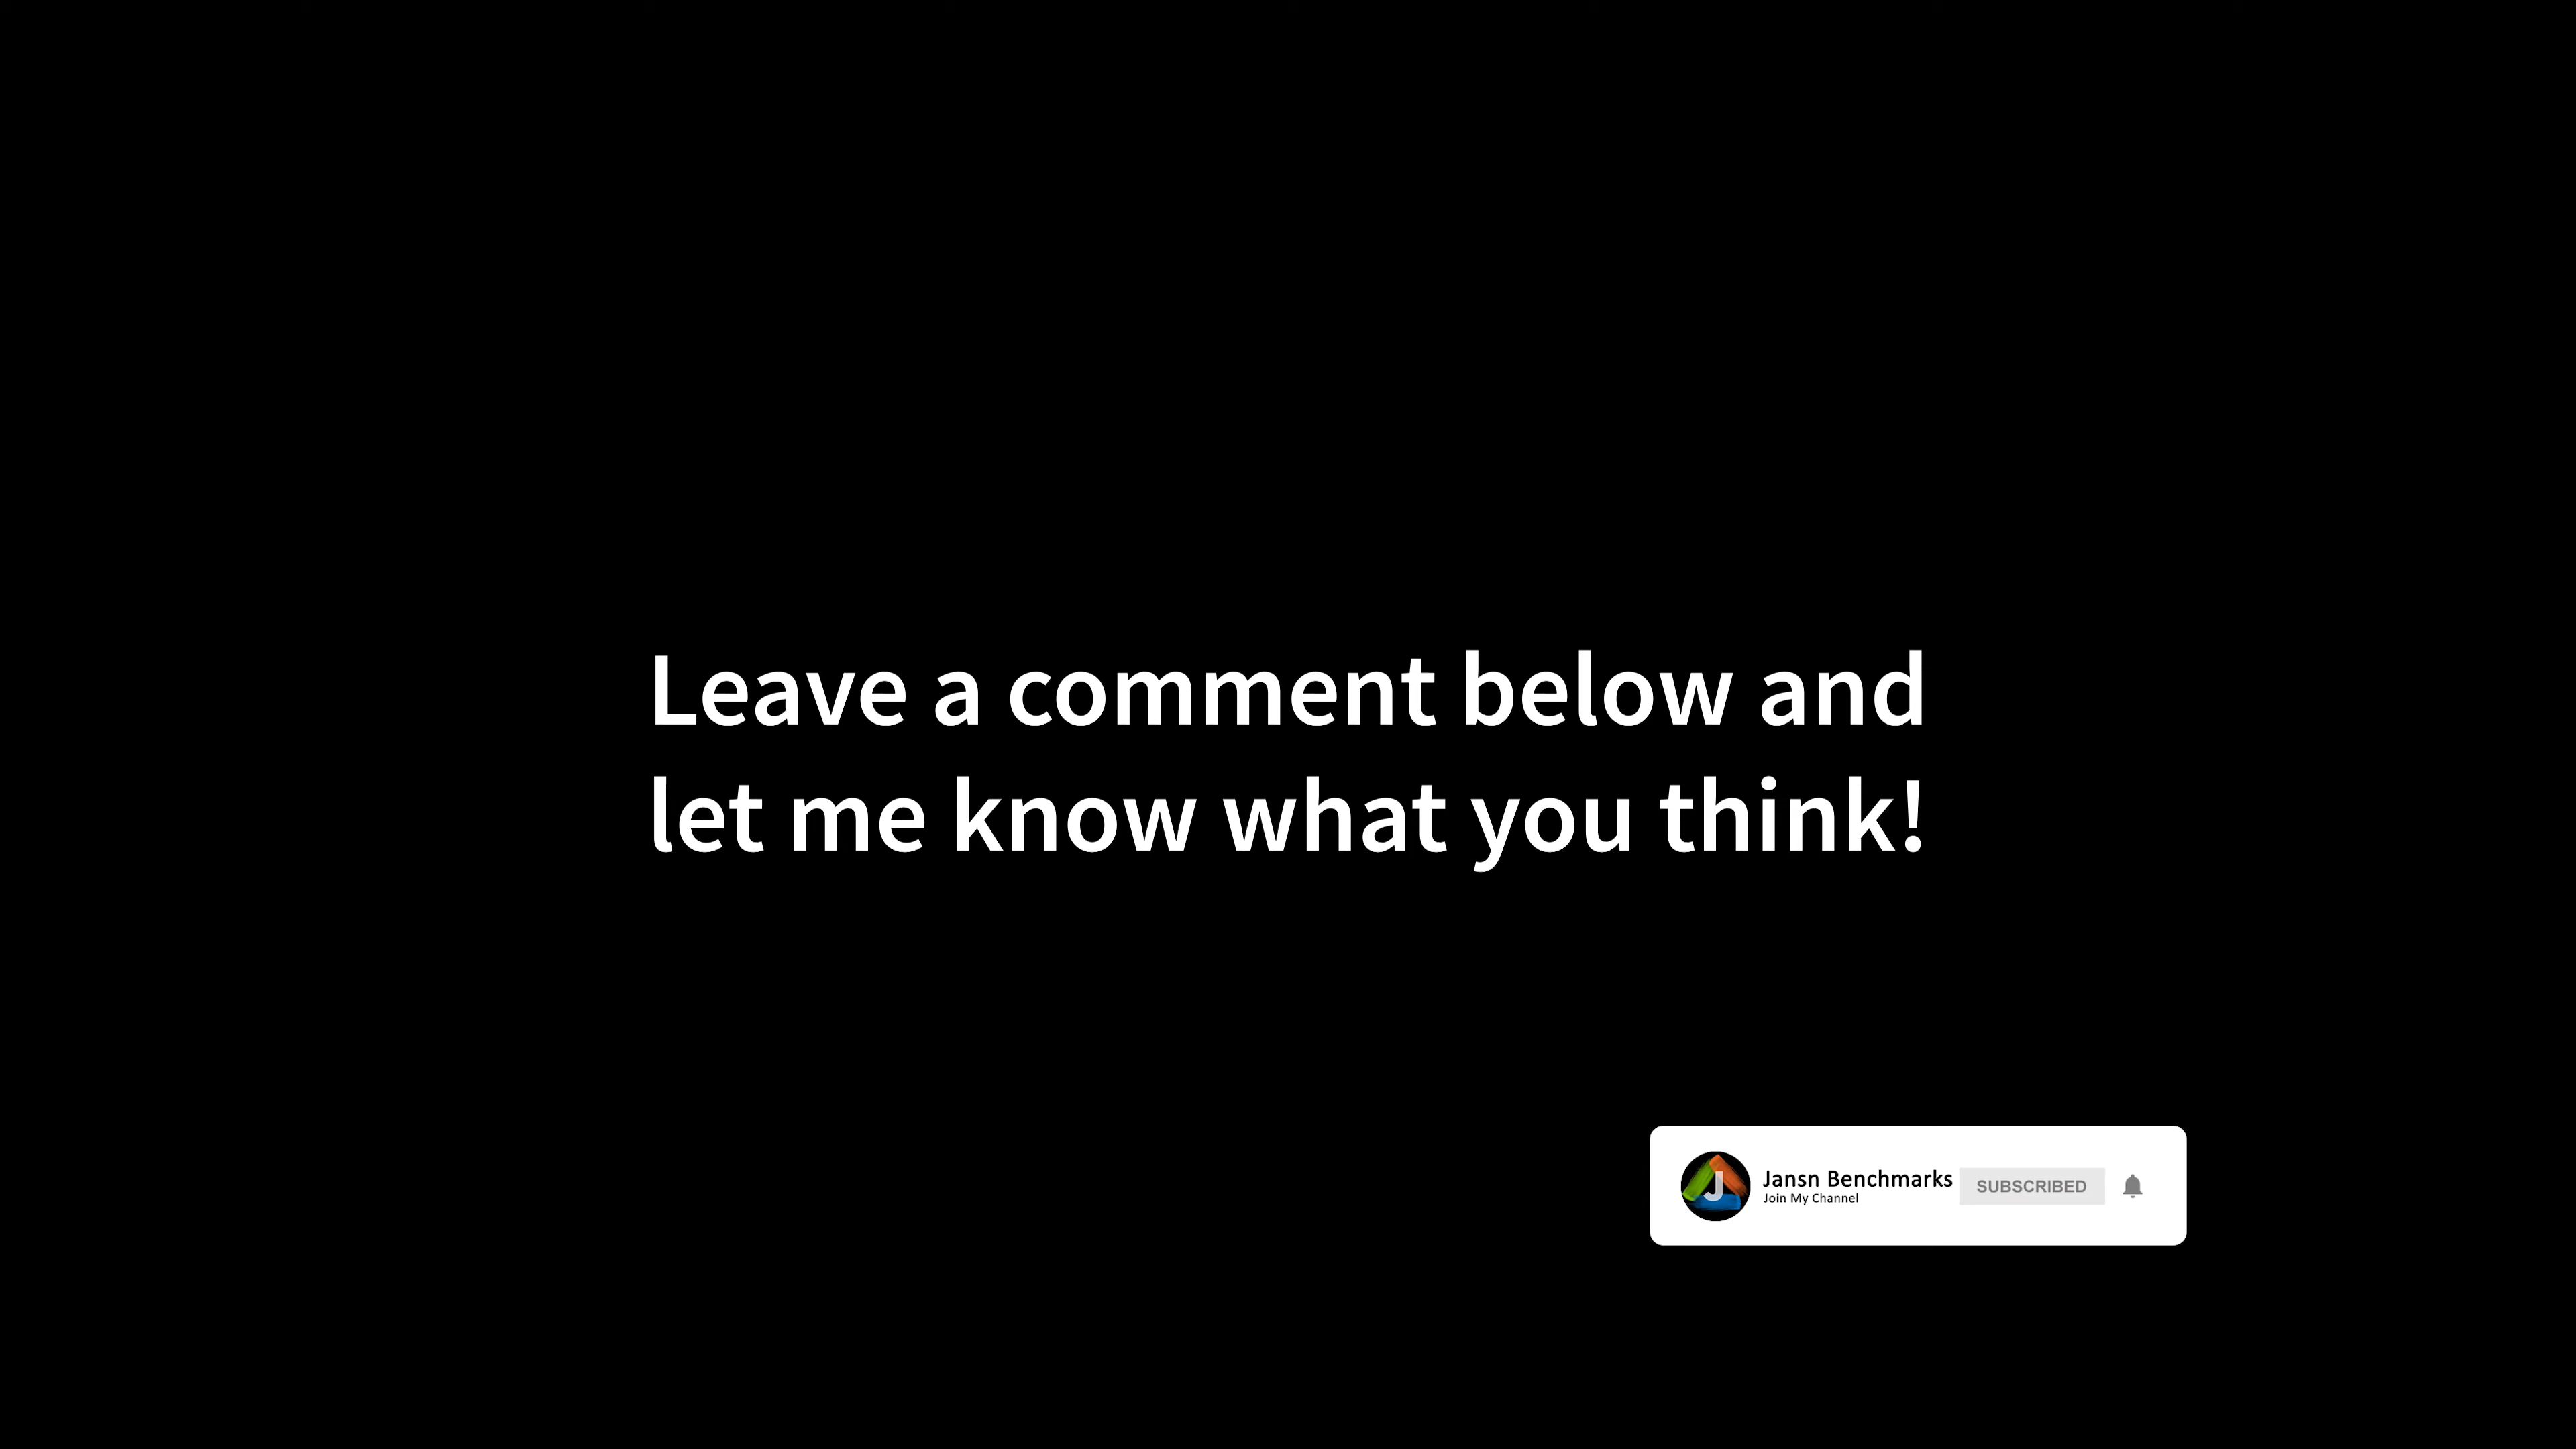 Leave a comment below and
let me know what you think!
J
Jansn Benchmarks
Join My Channel
SUBSCRIBED